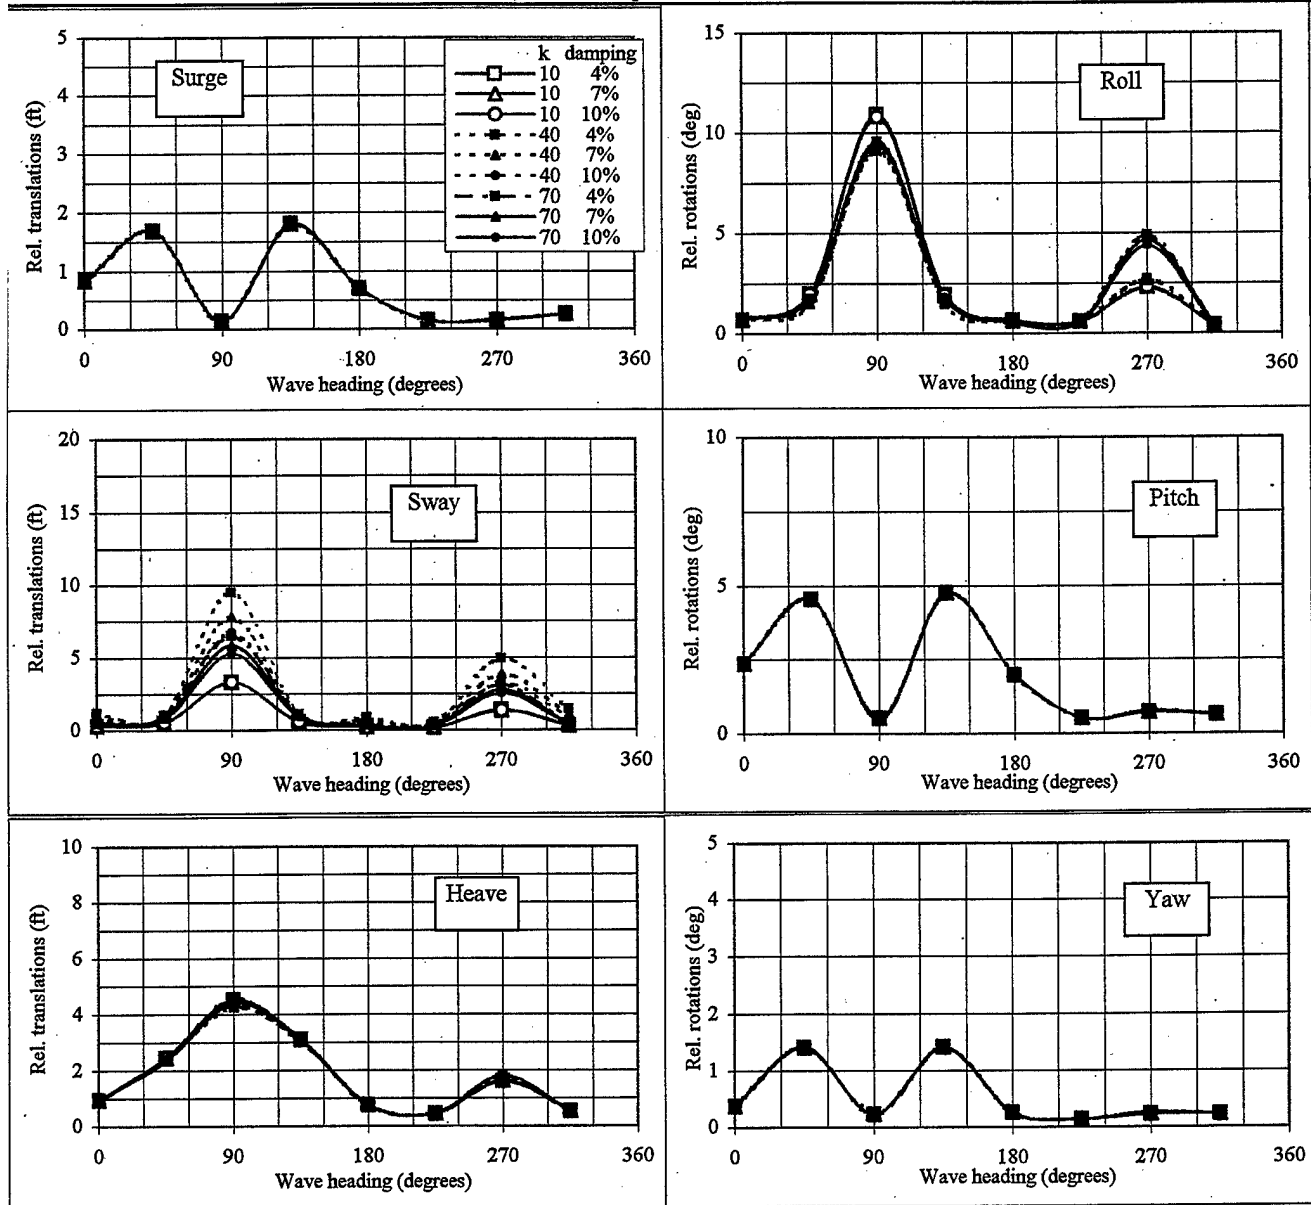 5
4
3
2
1
0
Rel. translations (ft)
Surge
k damping
10 4%
10 7%
10 10%
40 4%
40 7%
40 10%
70 4%
70 7%
70 10%
0 90 180 270 360
Wave heading (degrees)
15
10
5
0
Rel. rotations (deg)
Roll
0 90 180 270 360
Wave heading (degrees)
20
15
10
5
0
Rel. translations (ft)
Sway
0 90 180 270 360
Wave heading (degrees)
10
5
0
Rel. rotations (deg)
Pitch
0 90 180 270 360
Wave heading (degrees)
10
8
6
4
2
0
Rel. translations (ft)
Heave
0 90 180 270 360
Wave heading (degrees)
5
4
3
2
1
0
Rel. rotations (deg)
Yaw
0 90 180 270 360
Wave heading (degrees)